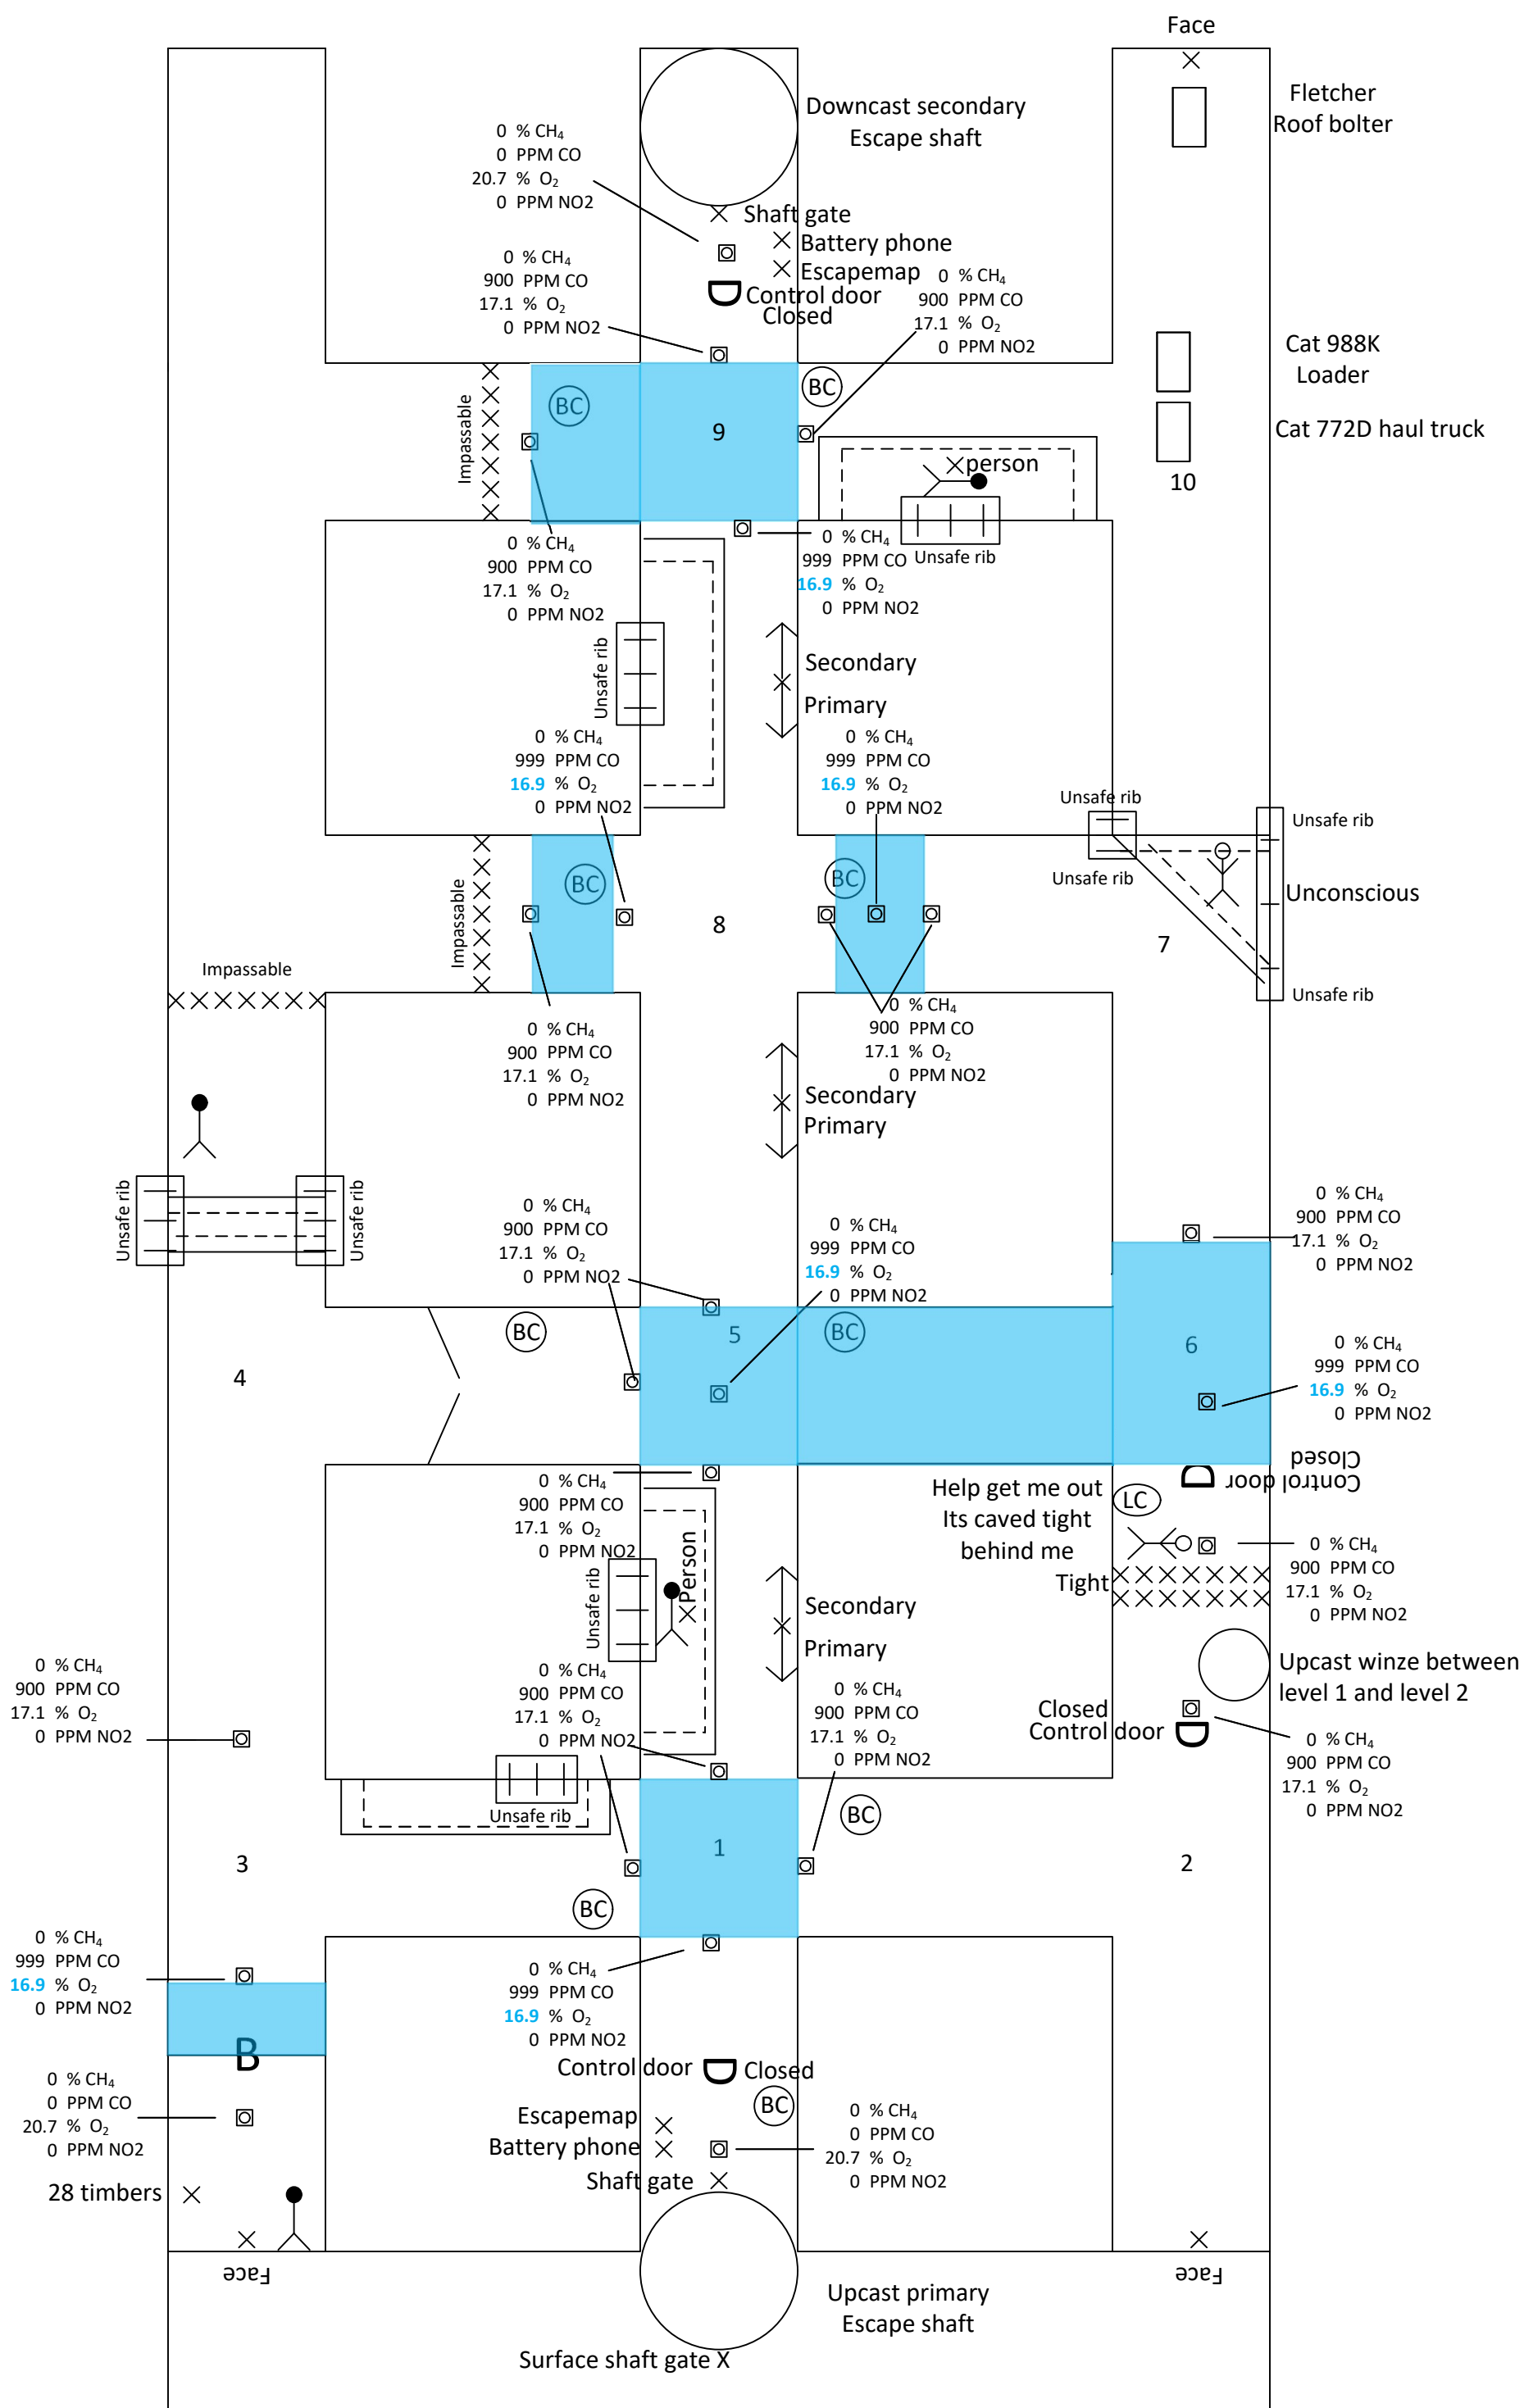 Face
Fletcher
Roof bolter
Downcast secondary
Escape shaft
0 % CH₄
0 PPM CO
20.7 % O₂
0 PPM NO2
Shaft gate
Battery phone
Escapemap
Control door
Closed
0 % CH₄
900 PPM CO
17.1 % O₂
0 PPM NO2
0 % CH₄
900 PPM CO
17.1 % O₂
0 PPM NO2
Cat 988K
Loader
Cat 772D haul truck
10
BC
BC
9
Impassable
person
Unsafe rib
0 % CH₄
900 PPM CO
17.1 % O₂
0 PPM NO2
0 % CH₄
999 PPM CO
16.9 % O₂
0 PPM NO2
Unsafe rib
Secondary
Primary
0 % CH₄
999 PPM CO
16.9 % O₂
0 PPM NO2
0 % CH₄
999 PPM CO
16.9 % O₂
0 PPM NO2
Unsafe rib
Unsafe rib
Unsafe rib
Unconscious
Unsafe rib
BC
BC
8
7
Impassable
Impassable
0 % CH₄
900 PPM CO
17.1 % O₂
0 PPM NO2
0 % CH₄
900 PPM CO
17.1 % O₂
0 PPM NO2
Secondary
Primary
Unsafe rib
Unsafe rib
0 % CH₄
900 PPM CO
17.1 % O₂
0 PPM NO2
0 % CH₄
999 PPM CO
16.9 % O₂
0 PPM NO2
0 % CH₄
900 PPM CO
17.1 % O₂
0 PPM NO2
BC
5
BC
6
4
0 % CH₄
999 PPM CO
16.9 % O₂
0 PPM NO2
Control door
Closed
0 % CH₄
900 PPM CO
17.1 % O₂
0 PPM NO2
Help get me out
Its caved tight
behind me
LC
Tight
0 % CH₄
900 PPM CO
17.1 % O₂
0 PPM NO2
Person
Unsafe rib
Secondary
Primary
Upcast winze between
level 1 and level 2
0 % CH₄
900 PPM CO
17.1 % O₂
0 PPM NO2
0 % CH₄
900 PPM CO
17.1 % O₂
0 PPM NO2
0 % CH₄
900 PPM CO
17.1 % O₂
0 PPM NO2
Closed
Control door
0 % CH₄
900 PPM CO
17.1 % O₂
0 PPM NO2
Unsafe rib
BC
3
1
2
BC
0 % CH₄
999 PPM CO
16.9 % O₂
0 PPM NO2
0 % CH₄
999 PPM CO
16.9 % O₂
0 PPM NO2
B
Control door
Closed
BC
0 % CH₄
0 PPM CO
20.7 % O₂
0 PPM NO2
Escapemap
Battery phone
Shaft gate
0 % CH₄
0 PPM CO
20.7 % O₂
0 PPM NO2
28 timbers
Face
Face
Upcast primary
Escape shaft
Surface shaft gate X